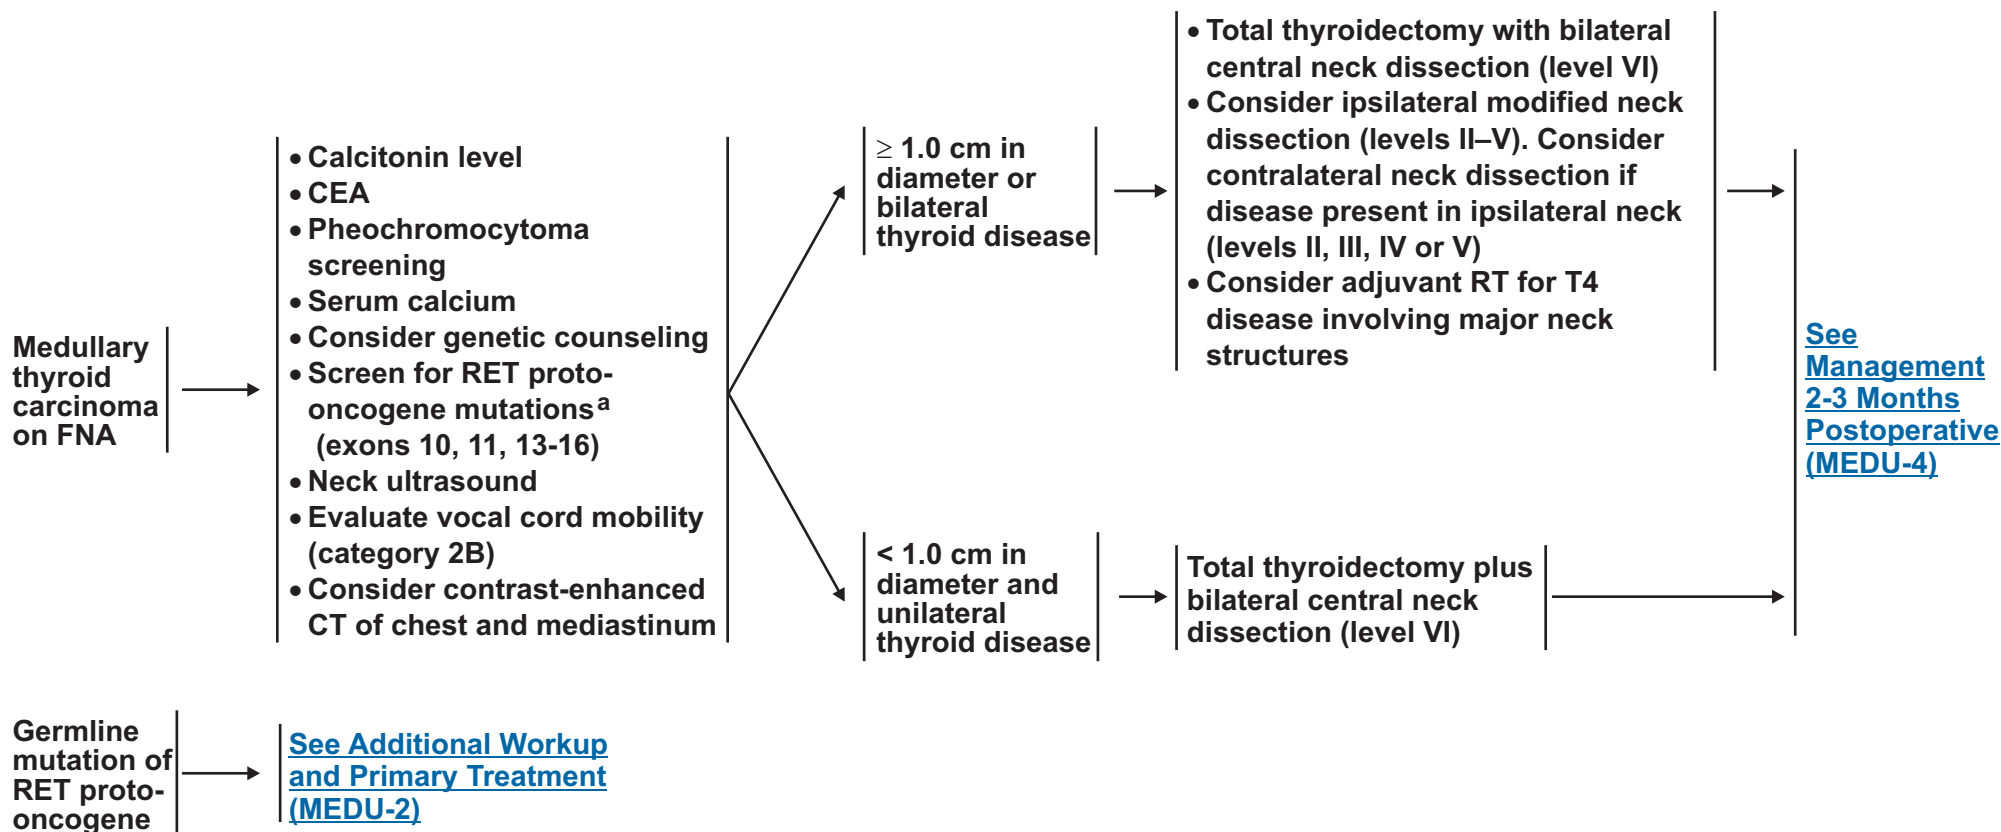 Medullary
thyroid
carcinoma
on FNA
• Calcitonin level
• CEA
• Pheochromocytoma
screening
• Serum calcium
• Consider genetic counseling
• Screen for RET proto-
oncogene mutationsᵃ
(exons 10, 11, 13-16)
• Neck ultrasound
• Evaluate vocal cord mobility
(category 2B)
• Consider contrast-enhanced
CT of chest and mediastinum
≥ 1.0 cm in
diameter or
bilateral
thyroid disease
• Total thyroidectomy with bilateral
central neck dissection (level VI)
• Consider ipsilateral modified neck
dissection (levels II–V). Consider
contralateral neck dissection if
disease present in ipsilateral neck
(levels II, III, IV or V)
• Consider adjuvant RT for T4
disease involving major neck
structures
< 1.0 cm in
diameter and
unilateral
thyroid disease
Total thyroidectomy plus
bilateral central neck
dissection (level VI)
See
Management
2-3 Months
Postoperative
(MEDU-4)
Germline
mutation of
RET proto-
oncogene
See Additional Workup
and Primary Treatment
(MEDU-2)